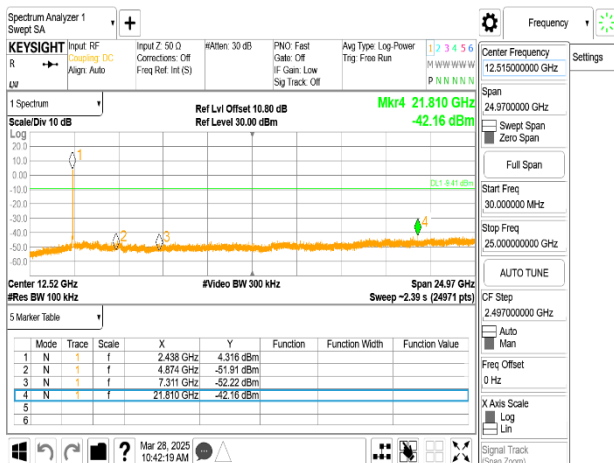 Spectrum Analyzer 1
Swept SA
Frequency
Settings
KEYSIGHT
R
LXI
Input: RF
Coupling: DC
Align: Auto
Input Z: 50 Ω
Corrections: Off
Freq Ref: Int (S)
#Atten: 30 dB
PNO: Fast
Gate: Off
IF Gain: Low
Sig Track: Off
Avg Type: Log-Power
Trig: Free Run
1 2 3 4 5 6
M W W W W W
P N N N N N
1 Spectrum
Scale/Div 10 dB
Ref Lvl Offset 10.80 dB
Ref Level 30.00 dBm
Mkr4 21.810 GHz
-42.16 dBm
Log
20.0
10.0
0.00
-10.0
-20.0
-30.0
-40.0
-50.0
-60.0
1
2
3
4
DL1 -9.41 dBm
Center 12.52 GHz
#Res BW 100 kHz
#Video BW 300 kHz
Span 24.97 GHz
Sweep ~2.39 s (24971 pts)
5 Marker Table
Mode Trace Scale X Y Function Function Width Function Value
1 N 1 f 2.438 GHz 4.316 dBm
2 N 1 f 4.874 GHz -51.91 dBm
3 N 1 f 7.311 GHz -52.22 dBm
4 N 1 f 21.810 GHz -42.16 dBm
5
6
Mar 28, 2025
10:42:19 AM
Center Frequency
12.515000000 GHz
Span
24.9700000 GHz
Swept Span
Zero Span
Full Span
Start Freq
30.000000 MHz
Stop Freq
25.000000000 GHz
AUTO TUNE
CF Step
2.497000000 GHz
Auto
Man
Freq Offset
0 Hz
X Axis Scale
Log
Lin
Signal Track
(Span Zoom)